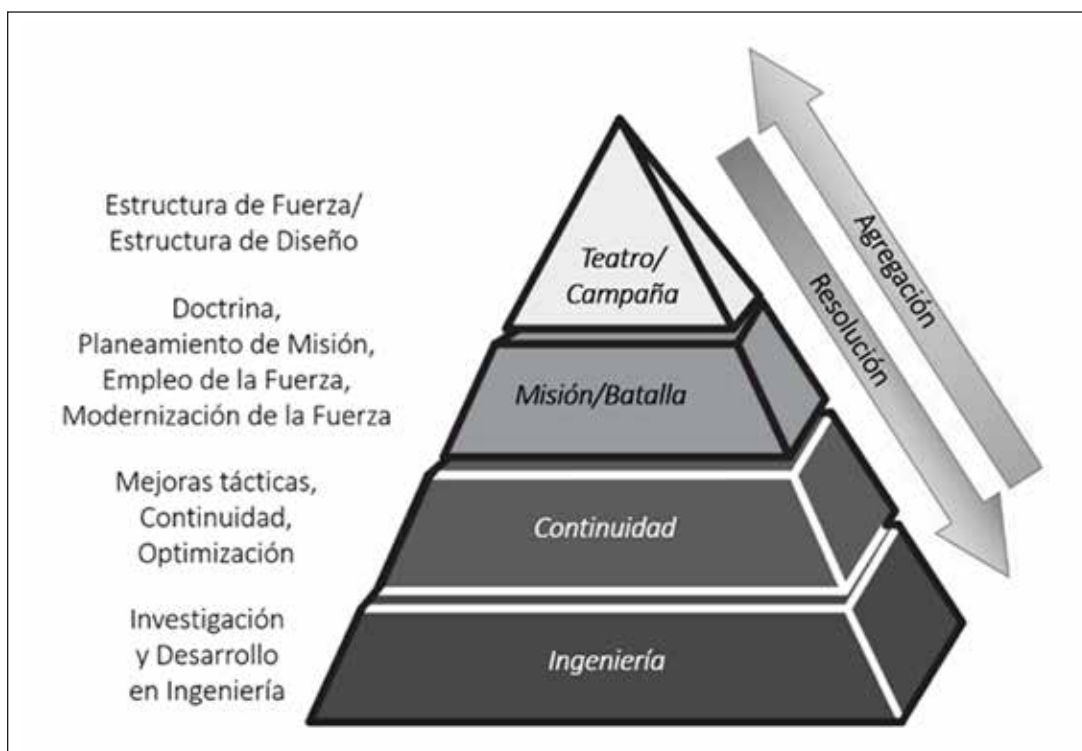 Estructura de Fuerza/
Estructura de Diseño
Teatro/
Campaña
Doctrina,
Planeamiento de Misión,
Empleo de la Fuerza,
Modernización de la Fuerza
Misión/Batalla
Mejoras tácticas,
Continuidad,
Optimización
Continuidad
Investigación
y Desarrollo
en Ingeniería
Ingeniería
Agregación
Resolución